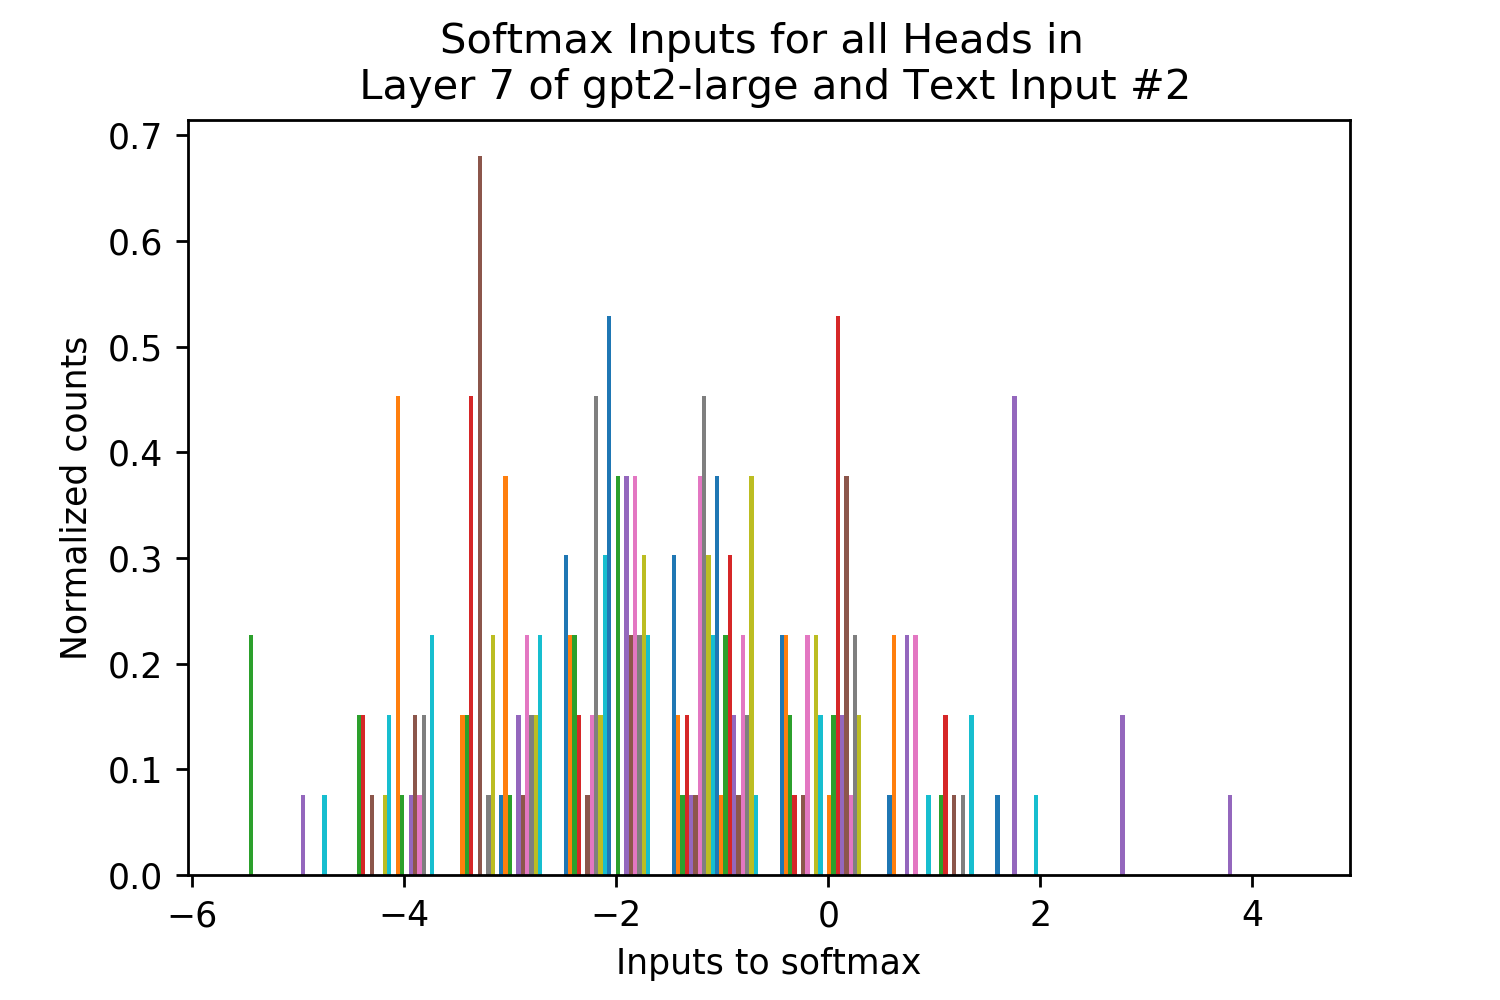 Softmax Inputs for all Heads in
Layer 7 of gpt2-large and Text Input #2
Normalized counts
0.7
0.6
0.5
0.4
0.3
0.2
0.1
0.0
−6 −4 −2 0 2 4
Inputs to softmax